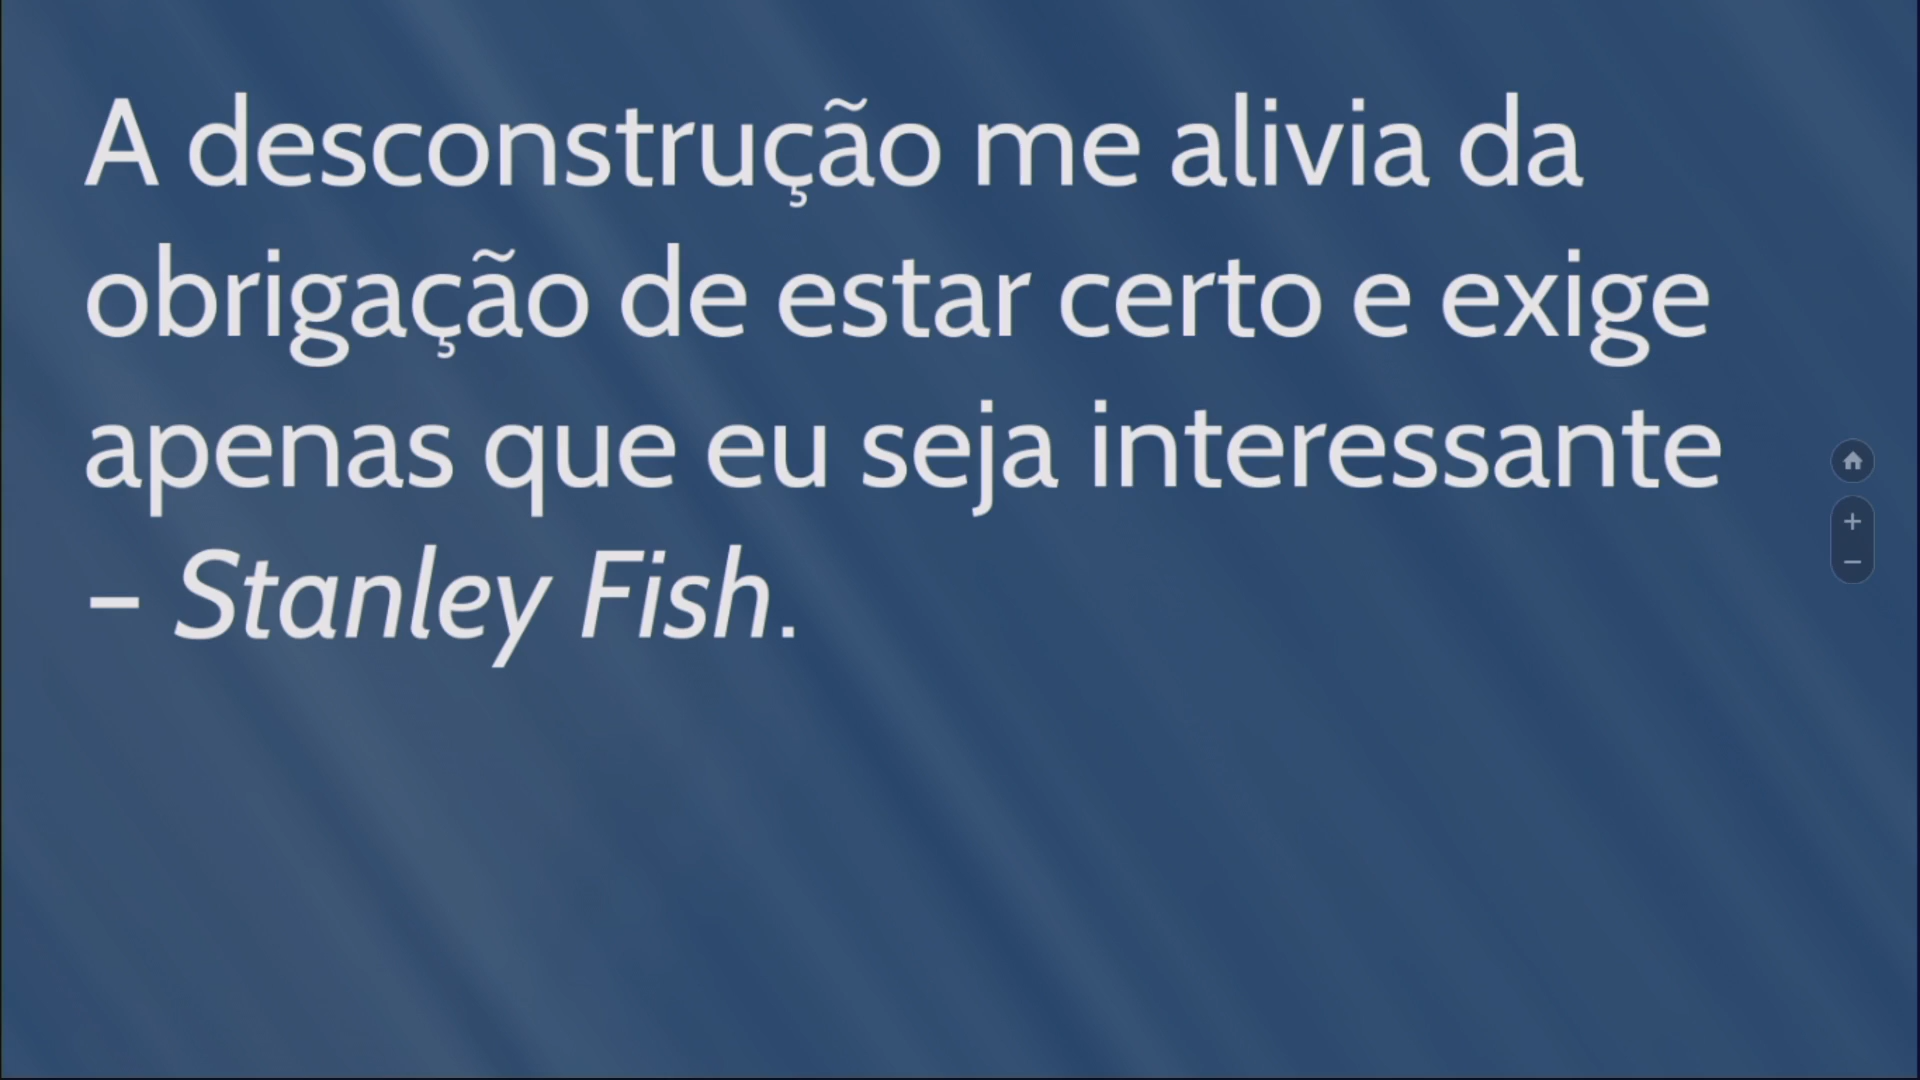 A desconstrução me alivia da
obrigação de estar certo e exige
apenas que eu seja interessante
– Stanley Fish.